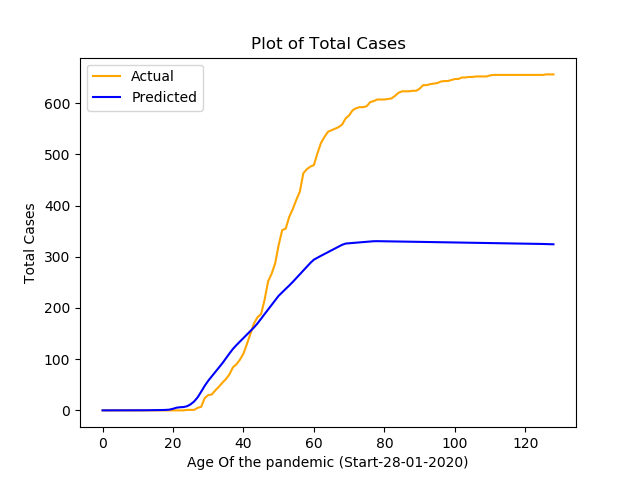 Plot of Total Cases
Actual
Predicted
600
500
400
300
200
100
0
Total Cases
0 20 40 60 80 100 120
Age Of the pandemic (Start-28-01-2020)